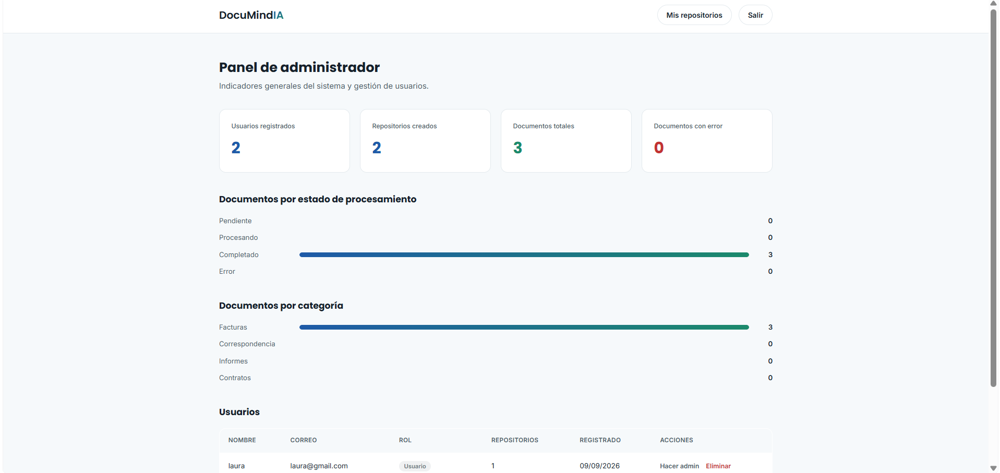 DocuMindIA
Mis repositorios
Salir
Panel de administrador
Indicadores generales del sistema y gestión de usuarios.
Usuarios registrados
2
Repositorios creados
2
Documentos totales
3
Documentos con error
0
Documentos por estado de procesamiento
Pendiente 0
Procesando 0
Completado 3
Error 0
Documentos por categoría
Facturas 3
Correspondencia 0
Informes 0
Contratos 0
Usuarios
NOMBRE CORREO ROL REPOSITORIOS REGISTRADO ACCIONES
laura laura@gmail.com Usuario 1 09/09/2026 Hacer admin Eliminar